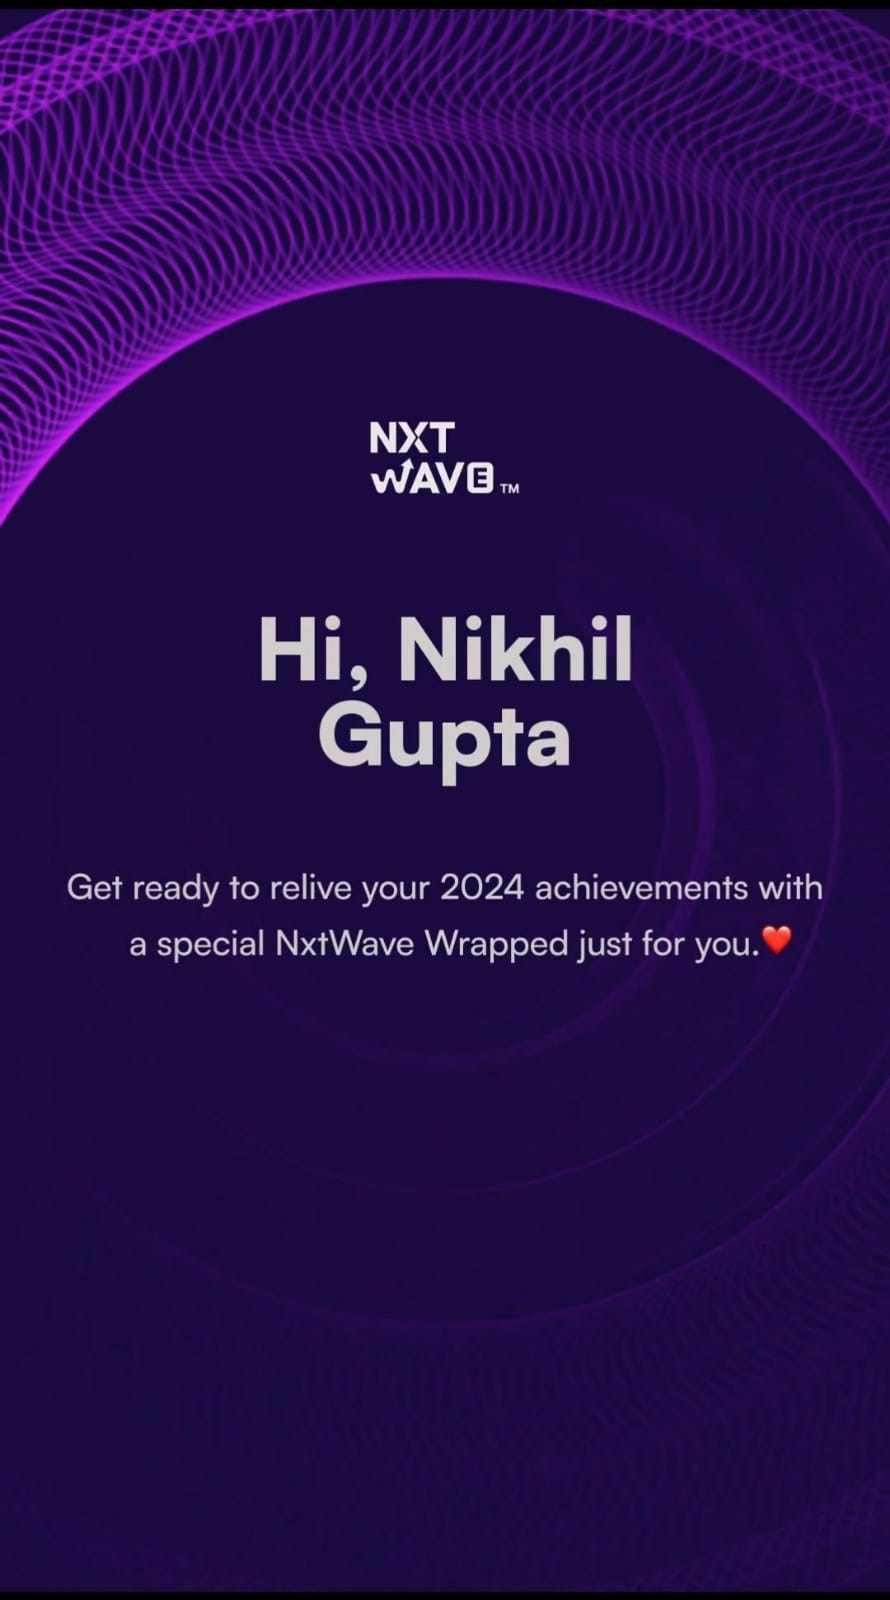 NXT
WAVE TM
Hi, Nikhil
Gupta
Get ready to relive your 2024 achievements with
a special NxtWave Wrapped just for you.❤️